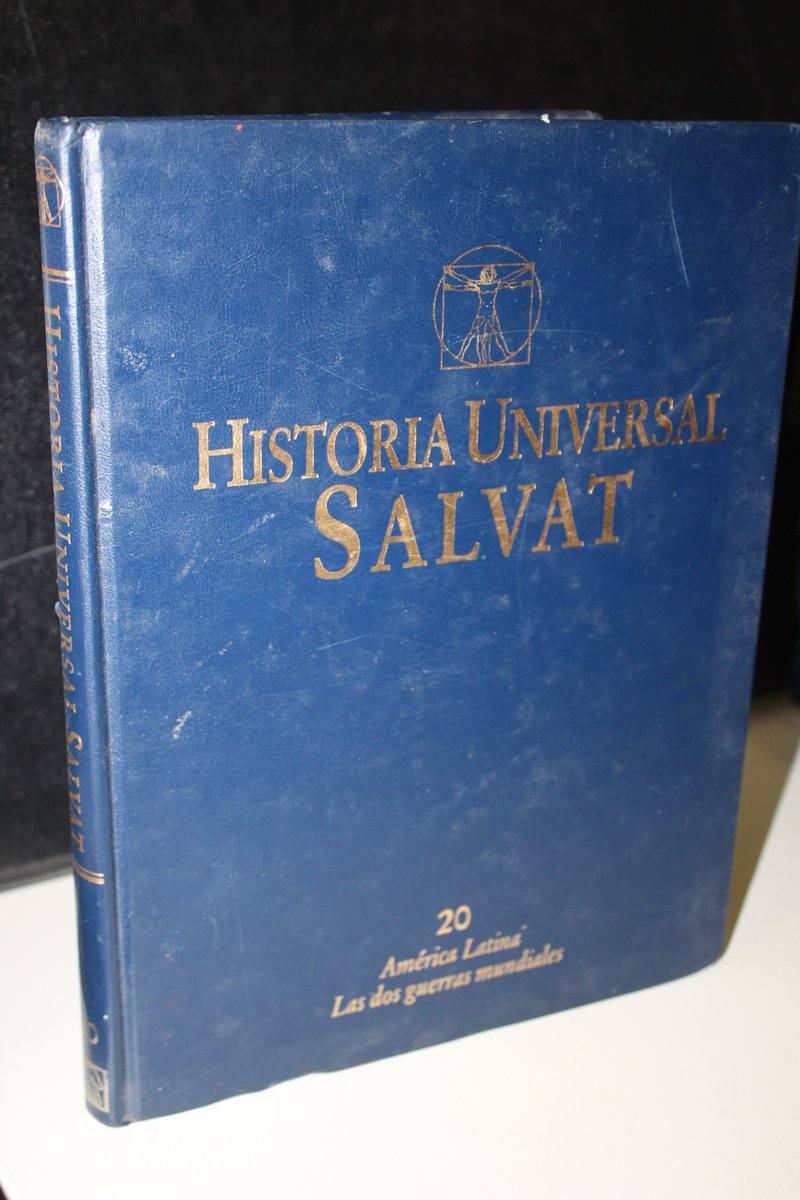 HISTORIA UNIVERSAL
SALVAT
20
América Latina
Las dos guerras mundiales
HISTORIA UNIVERSAL SALVAT